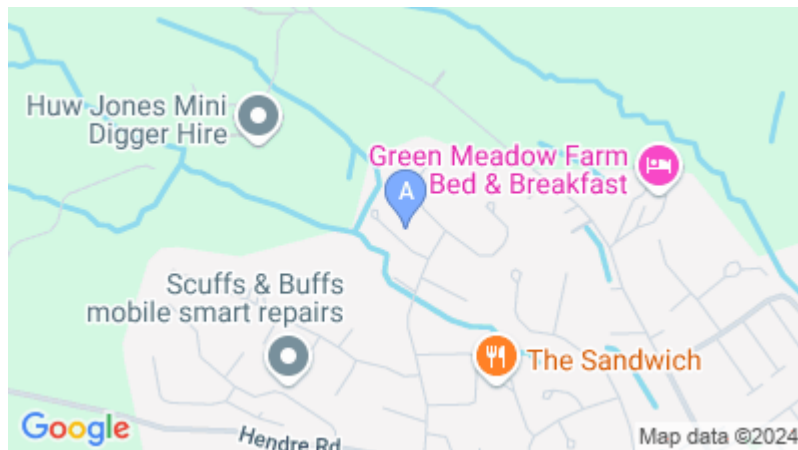 Huw Jones Mini
Digger Hire
Green Meadow Farm
Bed & Breakfast
A
Scuffs & Buffs
mobile smart repairs
The Sandwich
Google
Hendre Rd
Map data ©2024